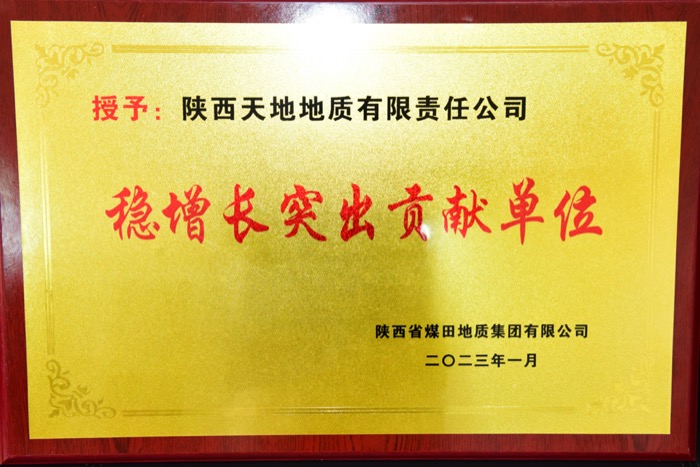 授予：陕西天地地质有限责任公司
稳增长突出贡献单位
陕西省煤田地质集团有限公司
二〇二三年一月